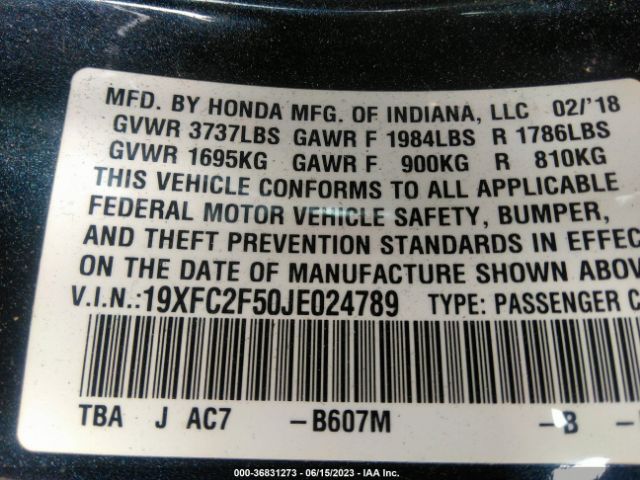 MFD. BY HONDA MFG. OF INDIANA, LLC 02/'18
GVWR 3737LBS GAWR F 1984LBS R 1786LBS
GVWR 1695KG GAWR F 900KG R 810KG
THIS VEHICLE CONFORMS TO ALL APPLICABLE
FEDERAL MOTOR VEHICLE SAFETY, BUMPER,
AND THEFT PREVENTION STANDARDS IN EFFEC
ON THE DATE OF MANUFACTURE SHOWN ABOV
V.I.N.:19XFC2F50JE024789 TYPE: PASSENGER C
TBA J AC7 -B607M -B -
000-36831273 - 06/15/2023 - IAA Inc.